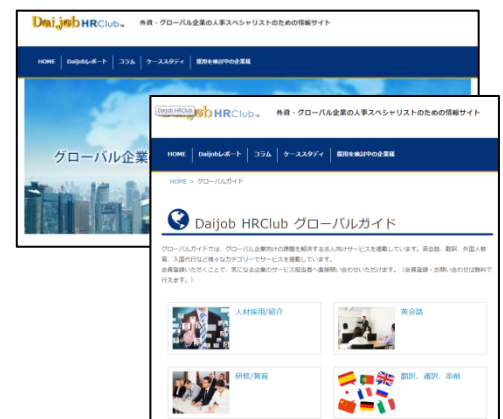 Daijob HRClub 外資・グローバル企業の人事スペシャリストのための情報サイト
HOME Daijobレポート コラム ケーススタディ 採用を検討中の企業様
グローバル企業
Daijob HRClub
Daijob HRClub 外資・グローバル企業の人事スペシャリストのための情報サイト
HOME Daijobレポート コラム ケーススタディ 採用を検討中の企業様
HOME > グローバルガイド
Daijob HRClub グローバルガイド
グローバルガイドでは、グローバル企業向けの課題を解決する法人向けサービスを掲載しています。英会話、翻訳、外国人教
育、入国代行など様々なカテゴリーでサービスを掲載しています。
会員登録いただくことで、気になる企業のサービス担当者へ直接問い合わせいただけます。（会員登録・お問い合わせは無料で
行えます。）
人材採用/紹介
英会話
研修/教育
翻訳、通訳、添削